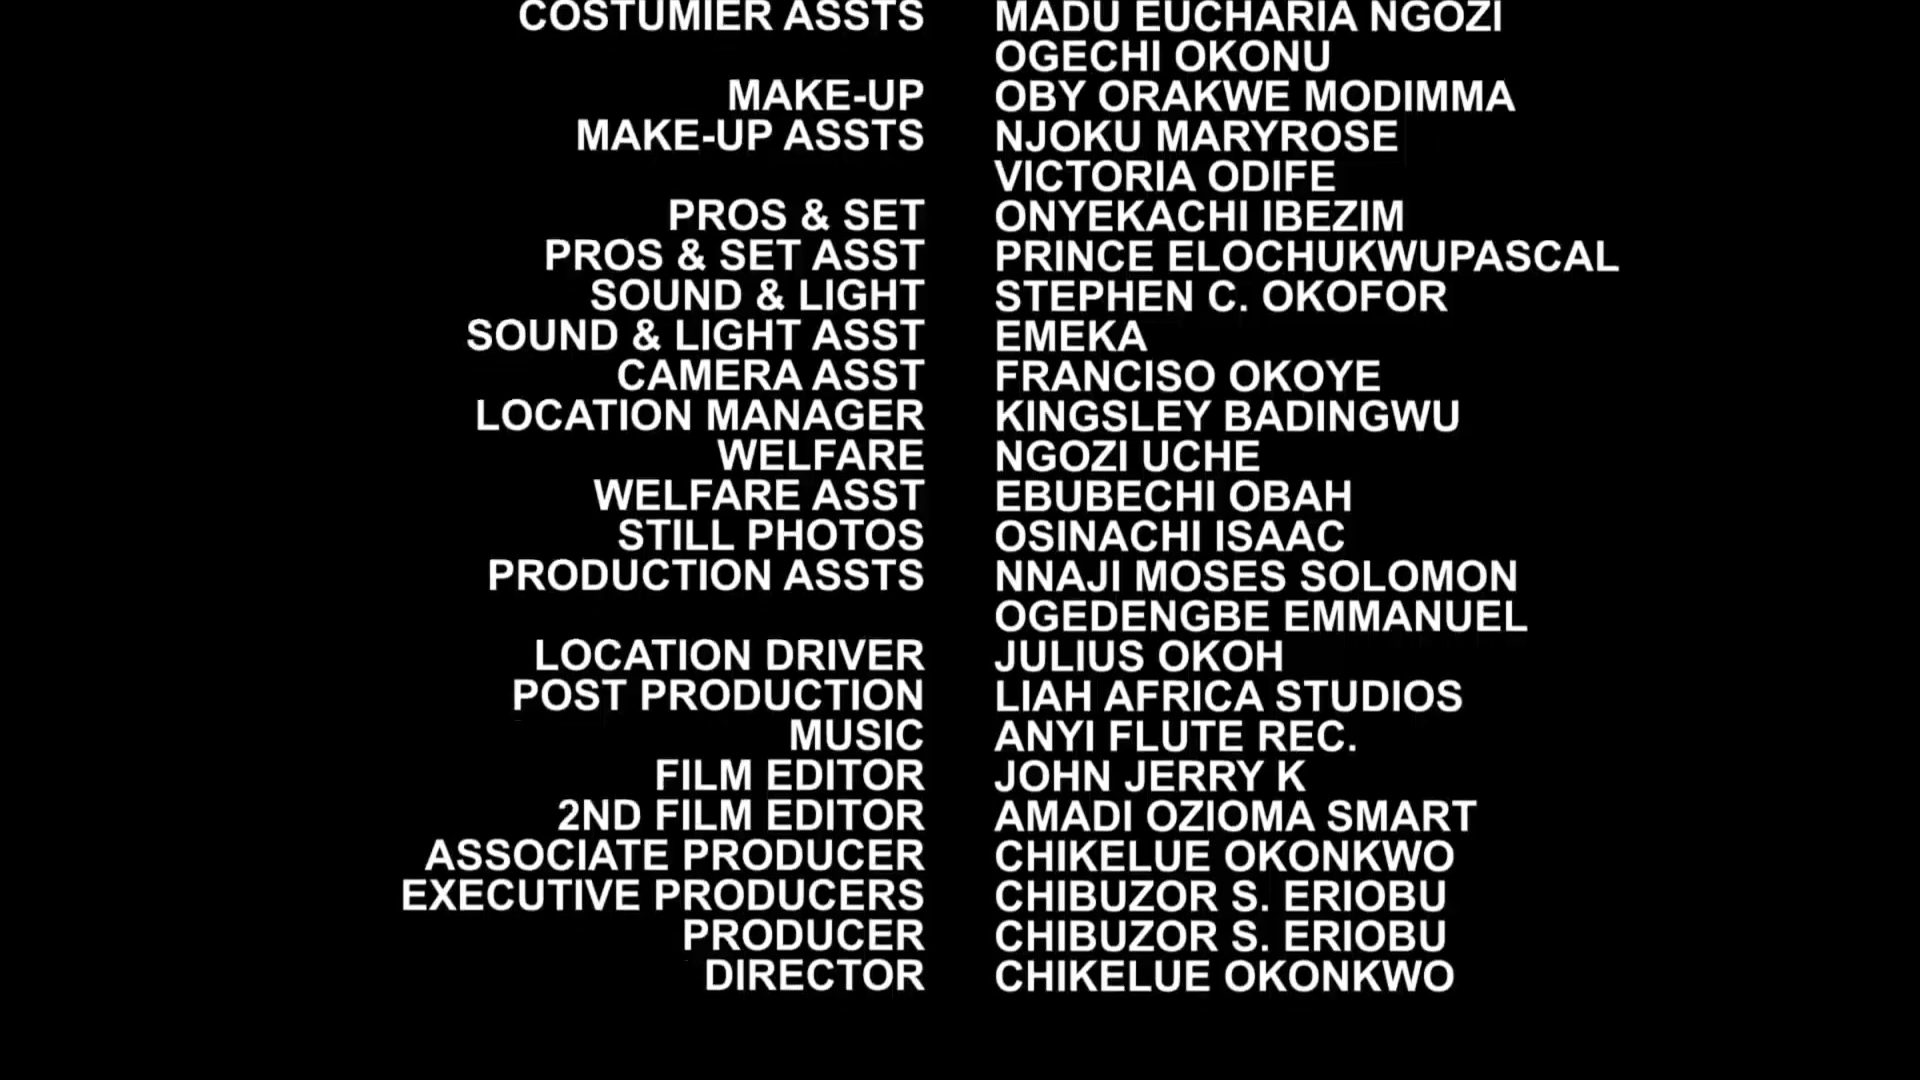 COSTUMIER ASSTS MADU EUCHARIA NGOZI
OGECHI OKONU
MAKE-UP OBY ORAKWE MODIMMA
MAKE-UP ASSTS NJOKU MARYROSE
VICTORIA ODIFE
PROS & SET ONYEKACHI IBEZIM
PROS & SET ASST PRINCE ELOCHUKWUPASCAL
SOUND & LIGHT STEPHEN C. OKOFOR
SOUND & LIGHT ASST EMEKA
CAMERA ASST FRANCISO OKOYE
LOCATION MANAGER KINGSLEY BADINGWU
WELFARE NGOZI UCHE
WELFARE ASST EBUBECHI OBAH
STILL PHOTOS OSINACHI ISAAC
PRODUCTION ASSTS NNAJI MOSES SOLOMON
OGEDENGBE EMMANUEL
LOCATION DRIVER JULIUS OKOH
POST PRODUCTION LIAH AFRICA STUDIOS
MUSIC ANYI FLUTE REC.
FILM EDITOR JOHN JERRY K
2ND FILM EDITOR AMADI OZIOMA SMART
ASSOCIATE PRODUCER CHIKELUE OKONKWO
EXECUTIVE PRODUCERS CHIBUZOR S. ERIOBU
PRODUCER CHIBUZOR S. ERIOBU
DIRECTOR CHIKELUE OKONKWO